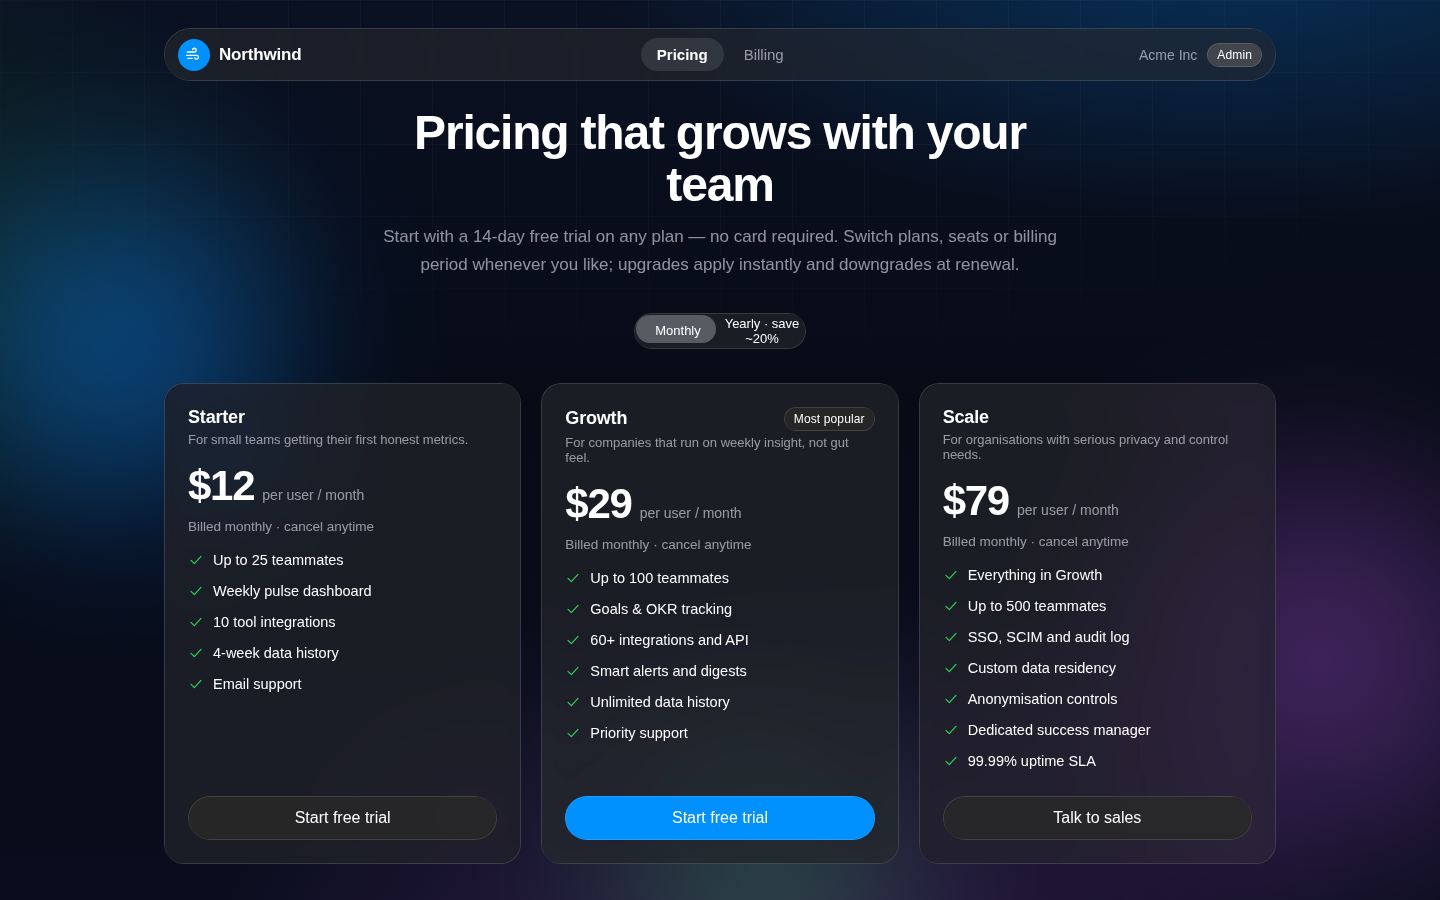 Northwind
Pricing
Billing
Acme Inc
Admin
Pricing that grows with your
team
Start with a 14-day free trial on any plan — no card required. Switch plans, seats or billing
period whenever you like; upgrades apply instantly and downgrades at renewal.
Monthly
Yearly · save
~20%
Starter
For small teams getting their first honest metrics.
$12 per user / month
Billed monthly · cancel anytime
Up to 25 teammates
Weekly pulse dashboard
10 tool integrations
4-week data history
Email support
Start free trial
Growth
Most popular
For companies that run on weekly insight, not gut
feel.
$29 per user / month
Billed monthly · cancel anytime
Up to 100 teammates
Goals & OKR tracking
60+ integrations and API
Smart alerts and digests
Unlimited data history
Priority support
Start free trial
Scale
For organisations with serious privacy and control
needs.
$79 per user / month
Billed monthly · cancel anytime
Everything in Growth
Up to 500 teammates
SSO, SCIM and audit log
Custom data residency
Anonymisation controls
Dedicated success manager
99.99% uptime SLA
Talk to sales